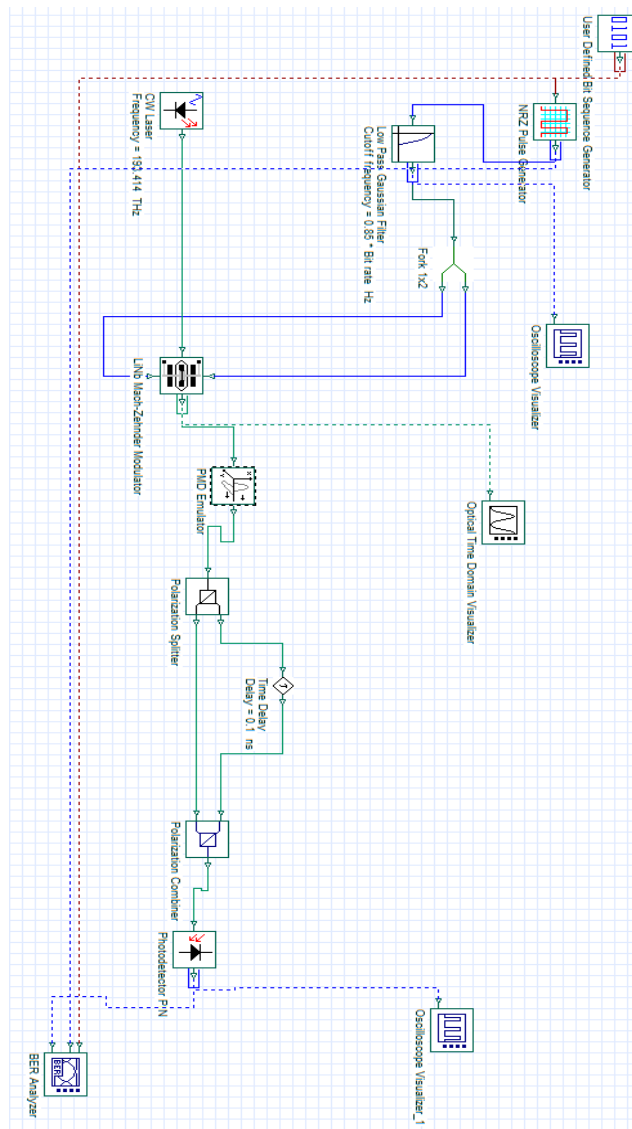 0101
User Defined Bit Sequence Generator
NRZ Pulse Generator
Low Pass Gaussian Filter
Cutoff frequency = 0.85 * Bit rate Hz
CW Laser
Frequency = 193.414 THz
Fork 1x2
Oscilloscope Visualizer
LiNb Mach-Zehnder Modulator
Optical Time Domain Visualizer
PMD Emulator
Polarization Splitter
Time Delay
Delay = 0.1 ns
Polarization Combiner
Photodetector PIN
Oscilloscope Visualizer_1
BER
BER Analyzer